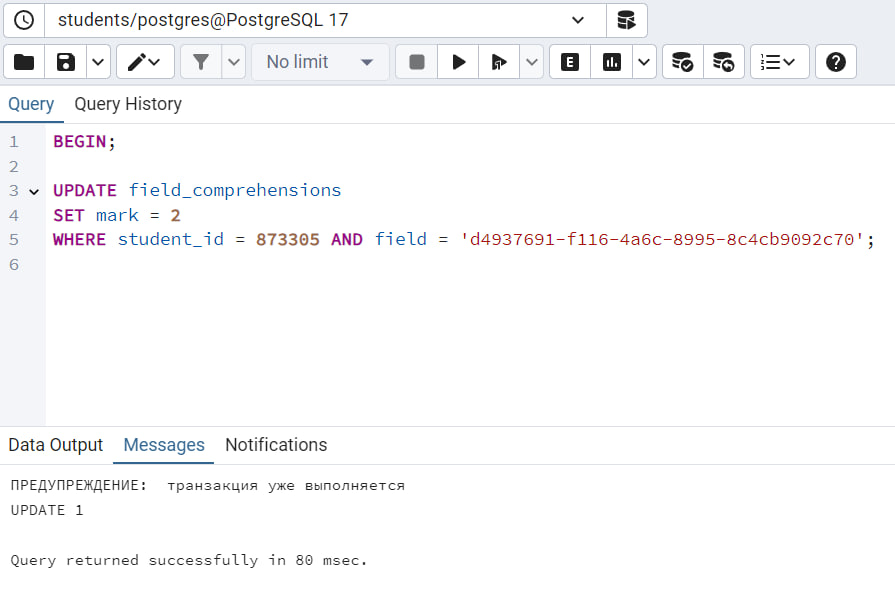 students/postgres@PostgreSQL 17
No limit
E
Query Query History
1 BEGIN;
2
3 UPDATE field_comprehensions
4 SET mark = 2
5 WHERE student_id = 873305 AND field = 'd4937691-f116-4a6c-8995-8c4cb9092c70';
6
Data Output Messages Notifications
ПРЕДУПРЕЖДЕНИЕ: транзакция уже выполняется
UPDATE 1
Query returned successfully in 80 msec.